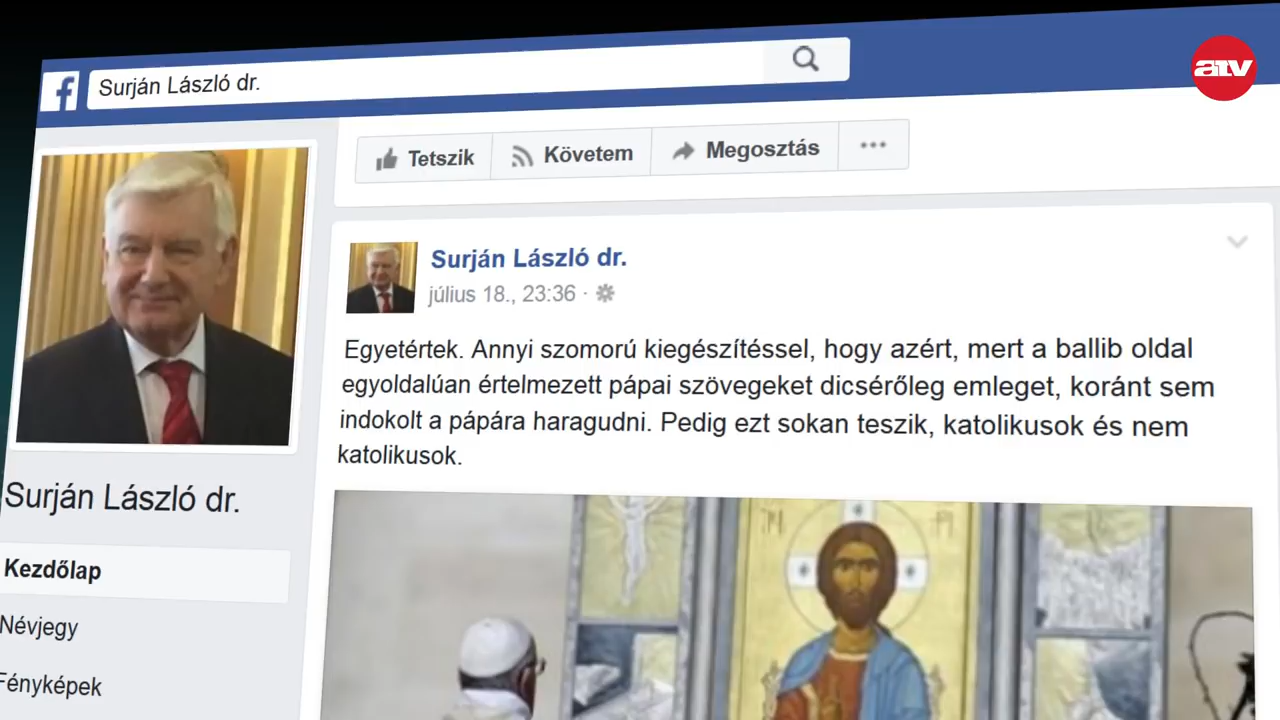 atv
f
Surján László dr.
Tetszik
Követem
Megosztás
Surján László dr.
július 18., 23:36 ·
Egyetértek. Annyi szomorú kiegészítéssel, hogy azért, mert a ballib oldal
egyoldalúan értelmezett pápai szövegeket dicsérőleg emleget, koránt sem
indokolt a pápára haragudni. Pedig ezt sokan teszik, katolikusok és nem
katolikusok.
Surján László dr.
Kezdőlap
Névjegy
Fényképek